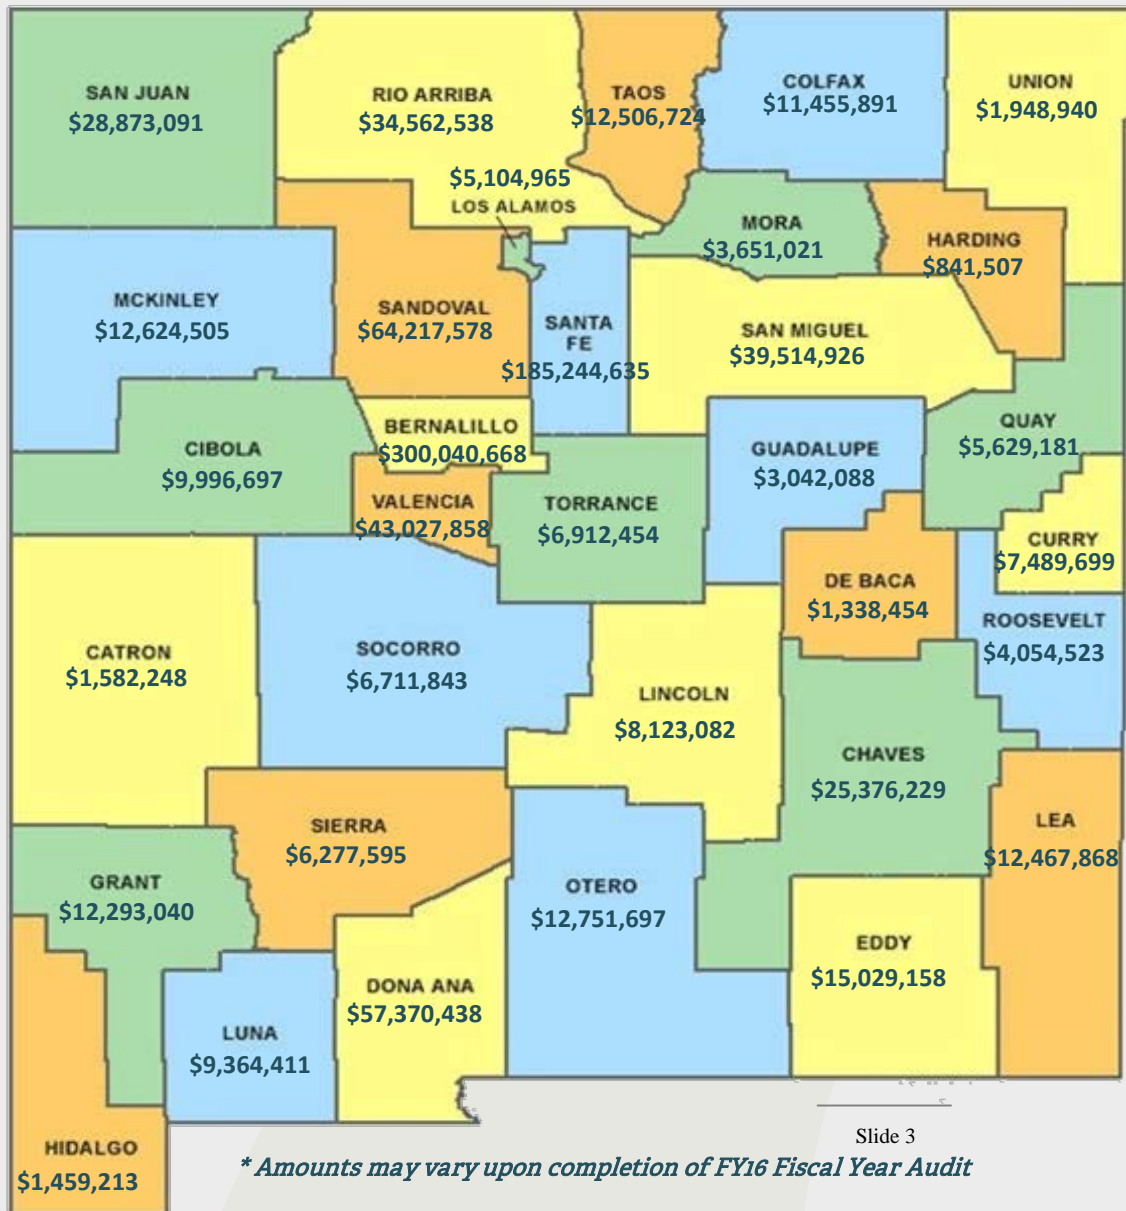 SAN JUAN
$28,873,091
RIO ARRIBA
$34,562,538
TAOS
$12,506,724
COLFAX
$11,455,891
UNION
$1,948,940
$5,104,965
LOS ALAMOS
MORA
$3,651,021
HARDING
$841,507
MCKINLEY
$12,624,505
SANDOVAL
$64,217,578
SANTA
FE
$185,244,635
SAN MIGUEL
$39,514,926
QUAY
$5,629,181
CIBOLA
$9,996,697
BERNALILLO
$300,040,668
GUADALUPE
$3,042,088
VALENCIA
$43,027,858
TORRANCE
$6,912,454
CURRY
$7,489,699
DE BACA
$1,338,454
ROOSEVELT
$4,054,523
CATRON
$1,582,248
SOCORRO
$6,711,843
LINCOLN
$8,123,082
CHAVES
$25,376,229
SIERRA
$6,277,595
LEA
$12,467,868
GRANT
$12,293,040
OTERO
$12,751,697
EDDY
$15,029,158
DONA ANA
$57,370,438
LUNA
$9,364,411
HIDALGO
$1,459,213
Slide 3
* Amounts may vary upon completion of FY16 Fiscal Year Audit